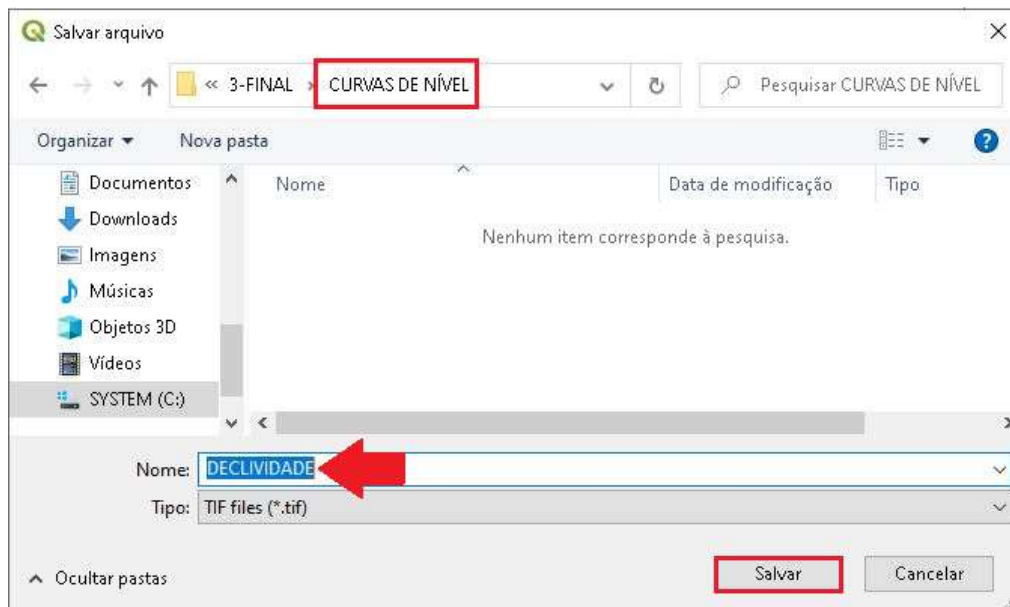 Salvar arquivo
« 3-FINAL › CURVAS DE NÍVEL
Pesquisar CURVAS DE NÍVEL
Organizar Nova pasta
Nome Data de modificação Tipo
Nenhum item corresponde à pesquisa.
Documentos
Downloads
Imagens
Músicas
Objetos 3D
Vídeos
SYSTEM (C:)
Nome: DECLIVIDADE
Tipo: TIF files (*.tif)
Ocultar pastas
Salvar
Cancelar